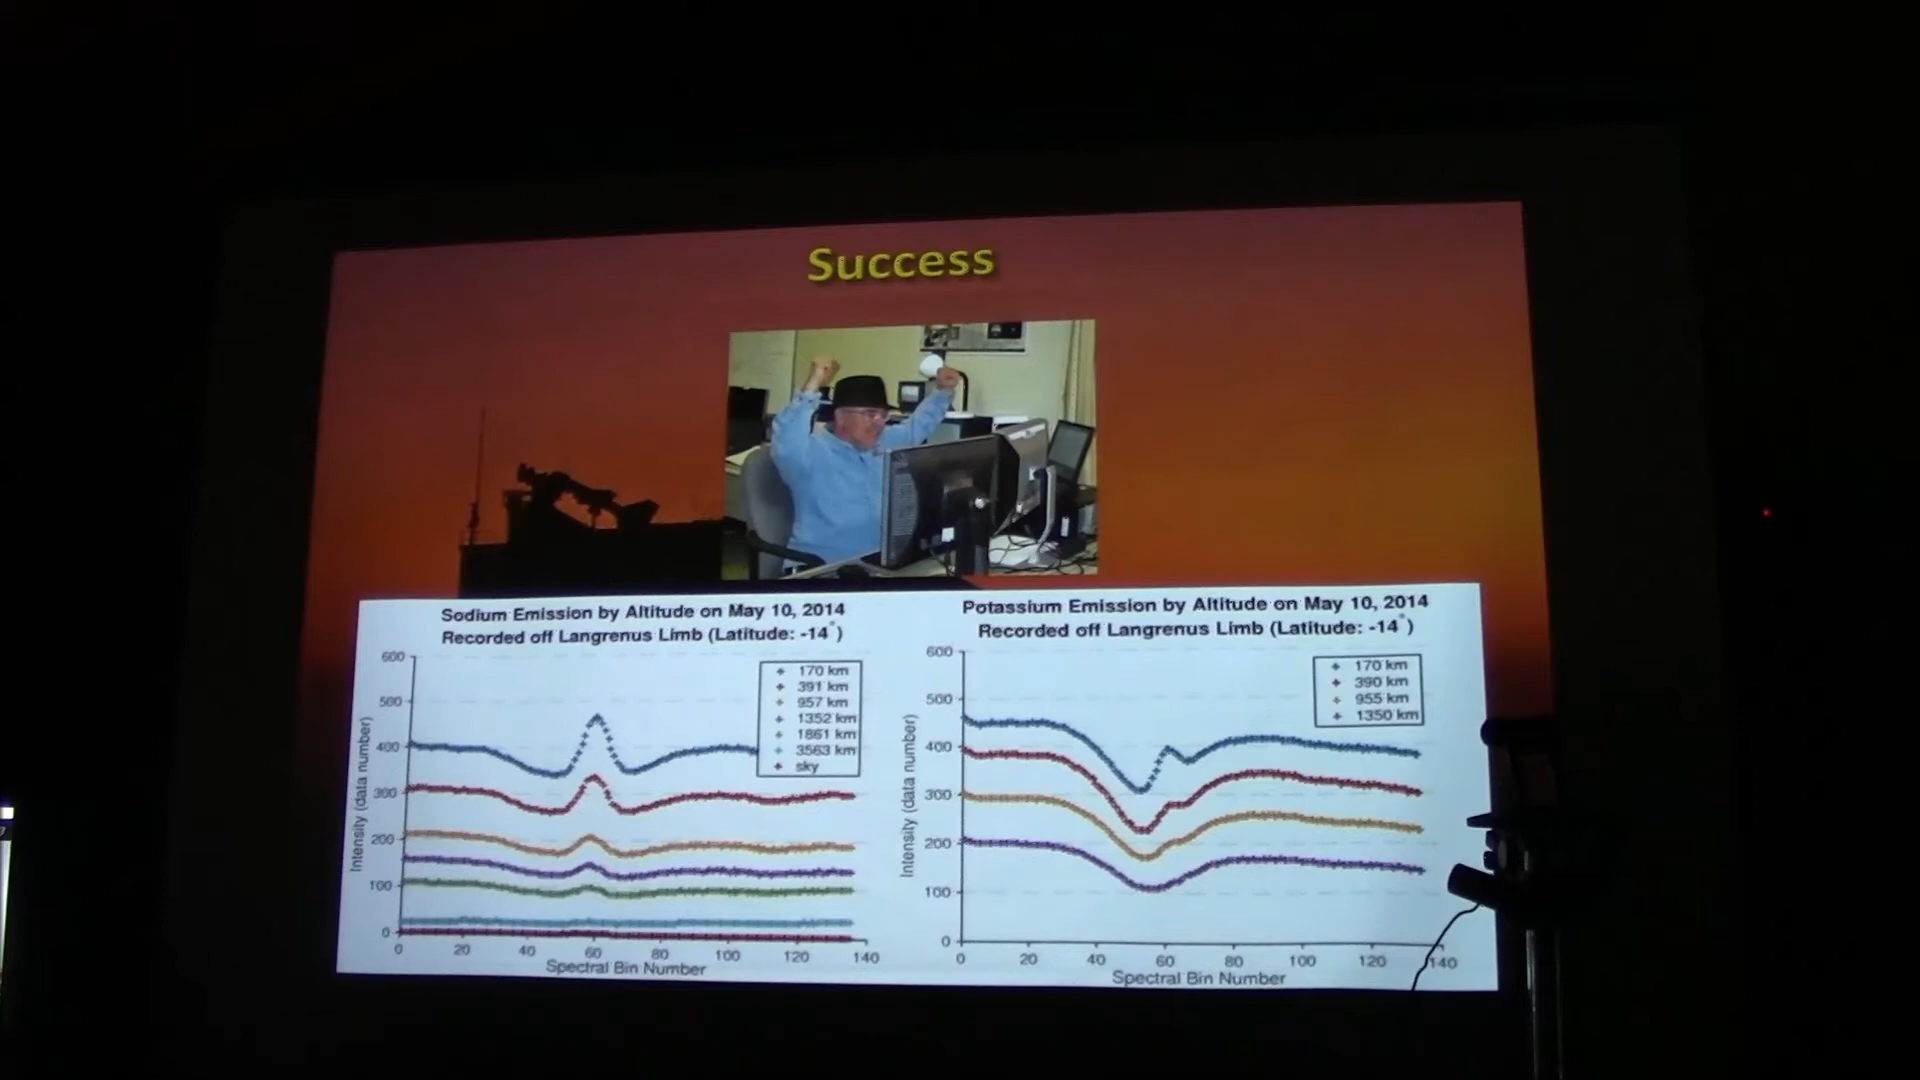 Success
Sodium Emission by Altitude on May 10, 2014
Recorded off Langrenus Limb (Latitude: -14°)
600
500
400
300
200
100
0
Intensity (data number)
170 km
391 km
957 km
1352 km
1861 km
3563 km
sky
0 20 40 60 80 100 120 140
Spectral Bin Number
Potassium Emission by Altitude on May 10, 2014
Recorded off Langrenus Limb (Latitude: -14°)
600
500
400
300
200
100
0
Intensity (data number)
170 km
390 km
955 km
1350 km
0 20 40 60 80 100 120 140
Spectral Bin Number